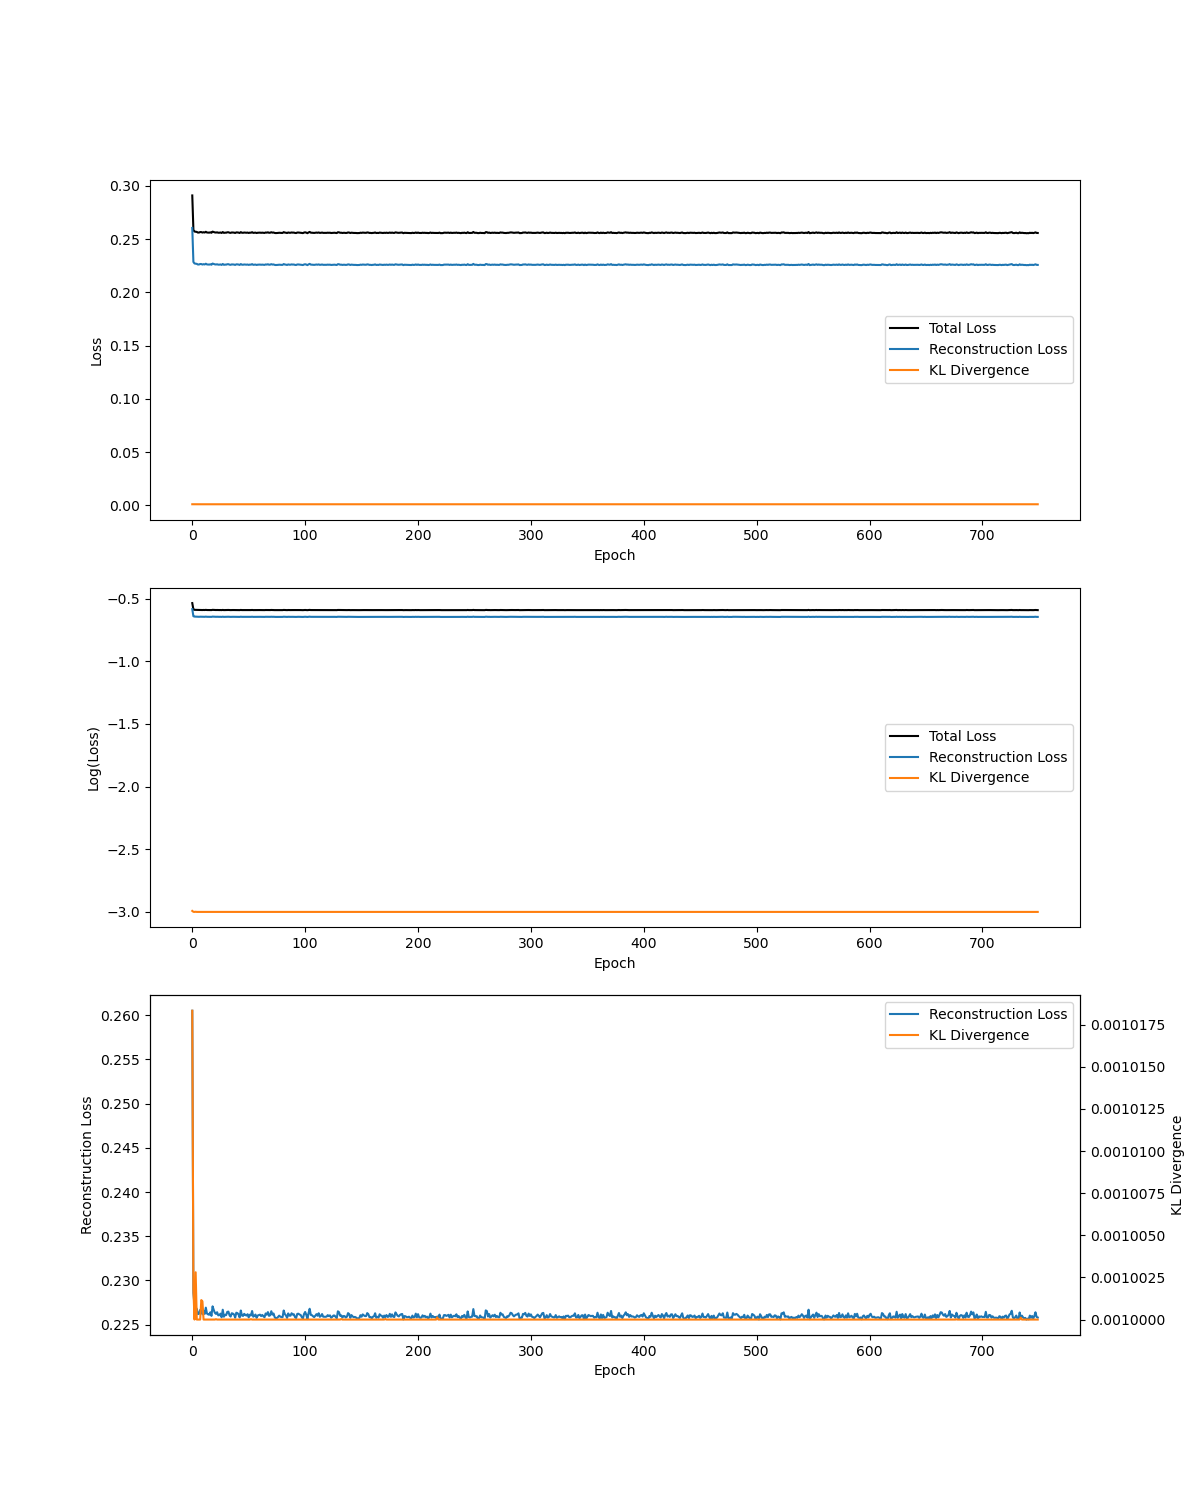 0.30
0.25
0.20
0.15
0.10
0.05
0.00
Loss
Total Loss
Reconstruction Loss
KL Divergence
0 100 200 300 400 500 600 700
Epoch
−0.5
−1.0
−1.5
−2.0
−2.5
−3.0
Log(Loss)
Total Loss
Reconstruction Loss
KL Divergence
0 100 200 300 400 500 600 700
Epoch
0.260
0.255
0.250
0.245
0.240
0.235
0.230
0.225
Reconstruction Loss
Reconstruction Loss
KL Divergence
0.0010175
0.0010150
0.0010125
0.0010100
0.0010075
0.0010050
0.0010025
0.0010000
KL Divergence
0 100 200 300 400 500 600 700
Epoch